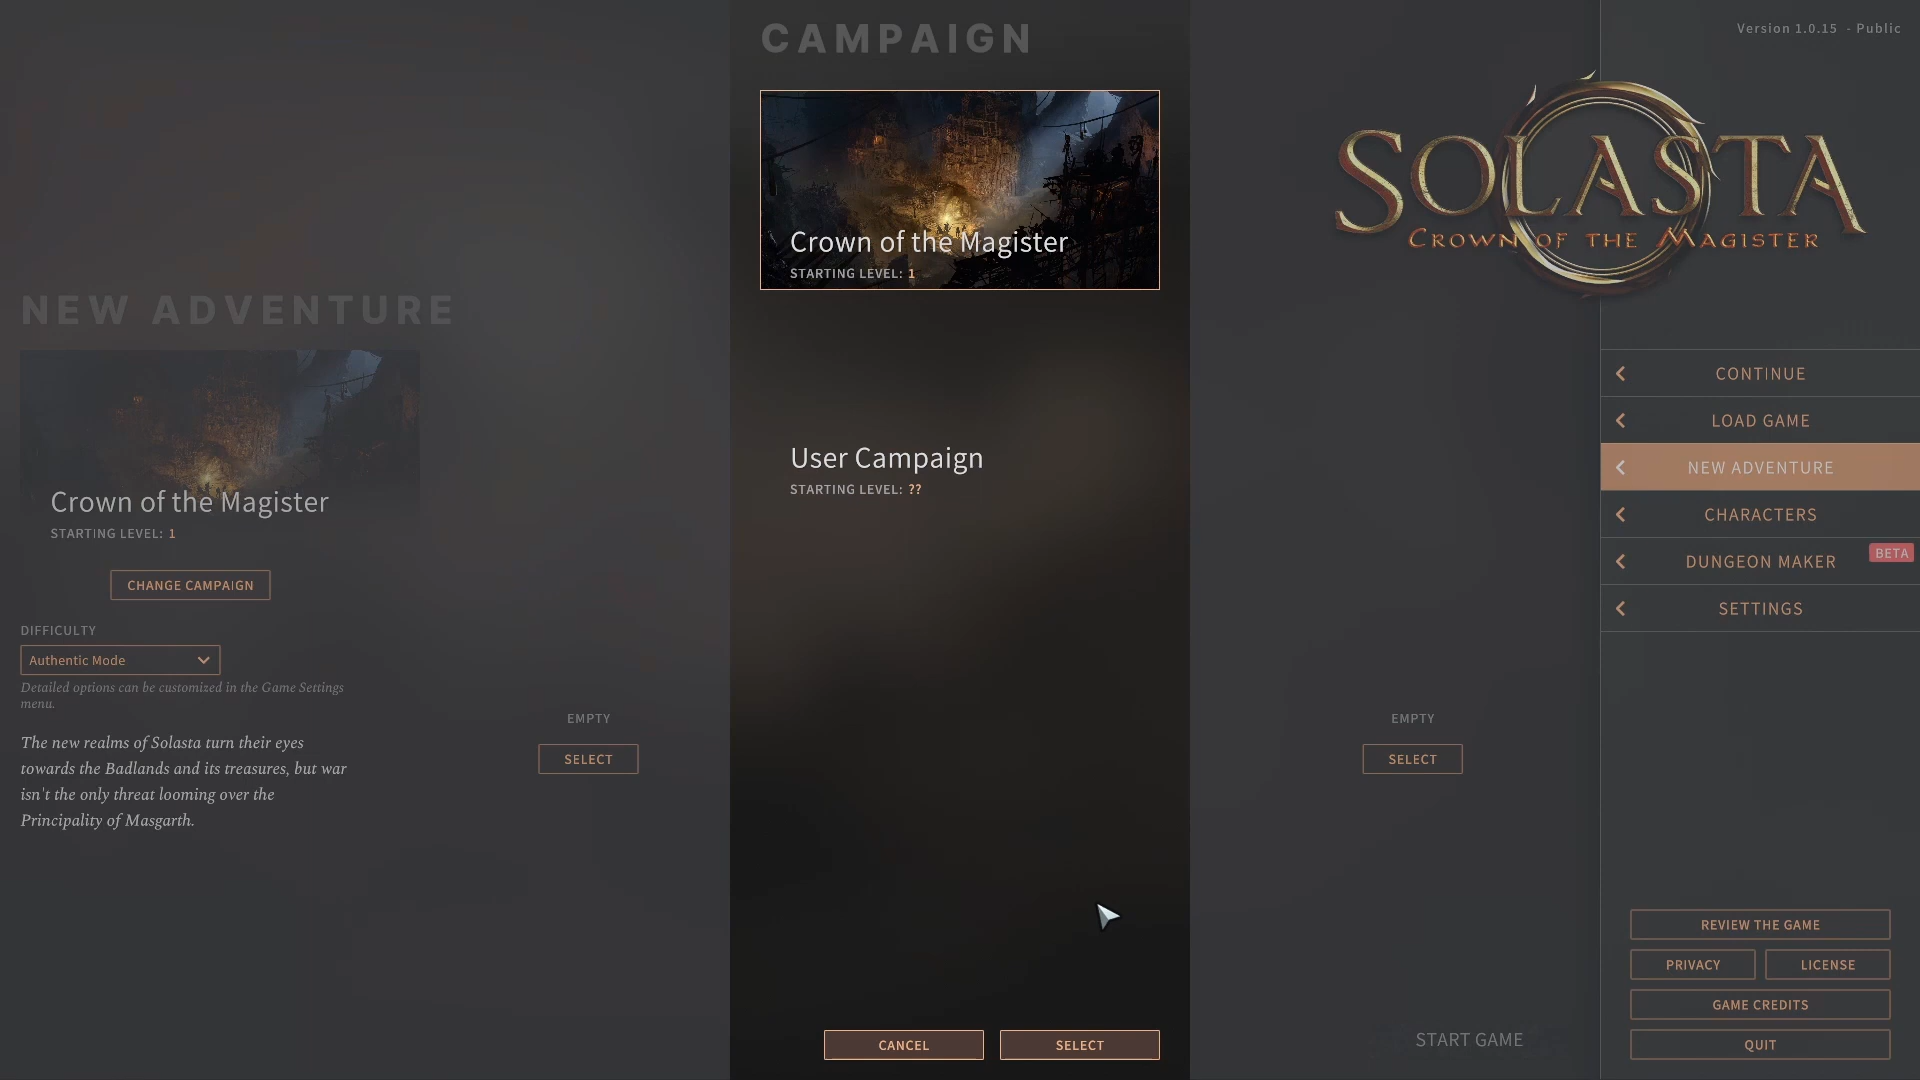 CAMPAIGN
Crown of the Magister
STARTING LEVEL: 1
User Campaign
STARTING LEVEL: ??
CANCEL
SELECT
NEW ADVENTURE
Crown of the Magister
STARTING LEVEL: 1
CHANGE CAMPAIGN
DIFFICULTY
Authentic Mode
Detailed options can be customized in the Game Settings
menu.
The new realms of Solasta turn their eyes
towards the Badlands and its treasures, but war
isn't the only threat looming over the
Principality of Masgarth.
EMPTY
SELECT
EMPTY
SELECT
START GAME
Version 1.0.15 - Public
SOLASTA
CROWN OF THE MAGISTER
CONTINUE
LOAD GAME
NEW ADVENTURE
CHARACTERS
DUNGEON MAKER
BETA
SETTINGS
REVIEW THE GAME
PRIVACY
LICENSE
GAME CREDITS
QUIT